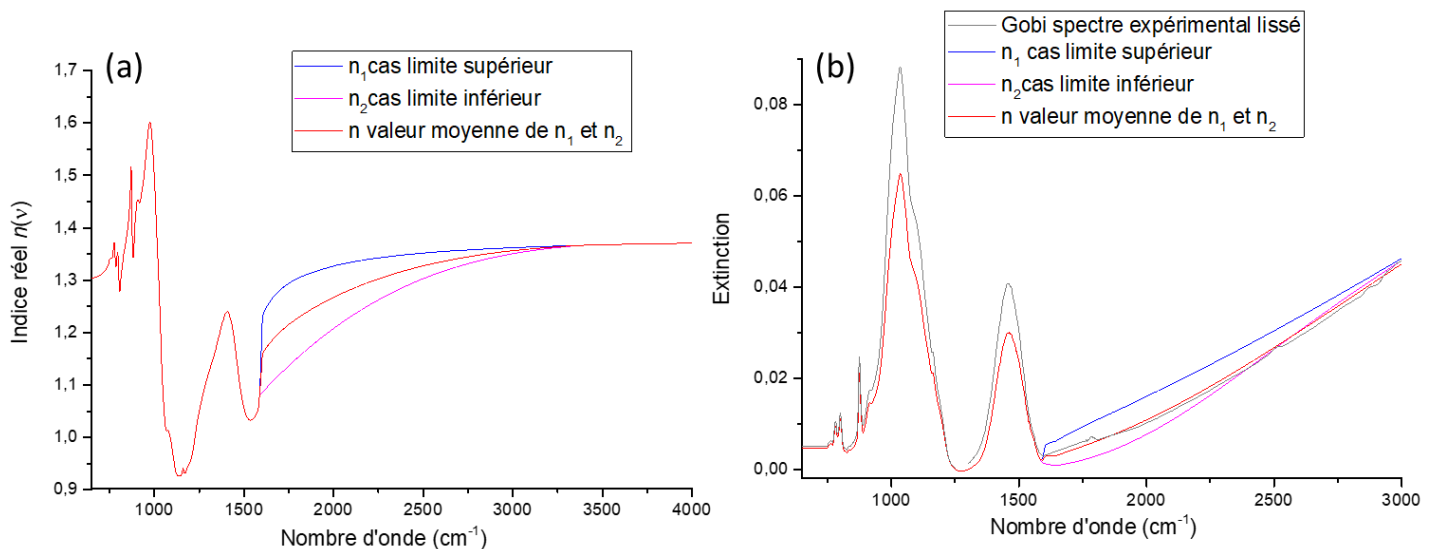 (a)
n₁cas limite supérieur
n₂cas limite inférieur
n valeur moyenne de n₁ et n₂
1,7
1,6
1,5
1,4
1,3
1,2
1,1
1,0
0,9
Indice réel n(ν)
1000 1500 2000 2500 3000 3500 4000
Nombre d'onde (cm⁻¹)
(b)
Gobi spectre expérimental lissé
n₁ cas limite supérieur
n₂cas limite inférieur
n valeur moyenne de n₁ et n₂
0,08
0,06
0,04
0,02
0,00
Extinction
1000 1500 2000 2500 3000
Nombre d'onde (cm⁻¹)